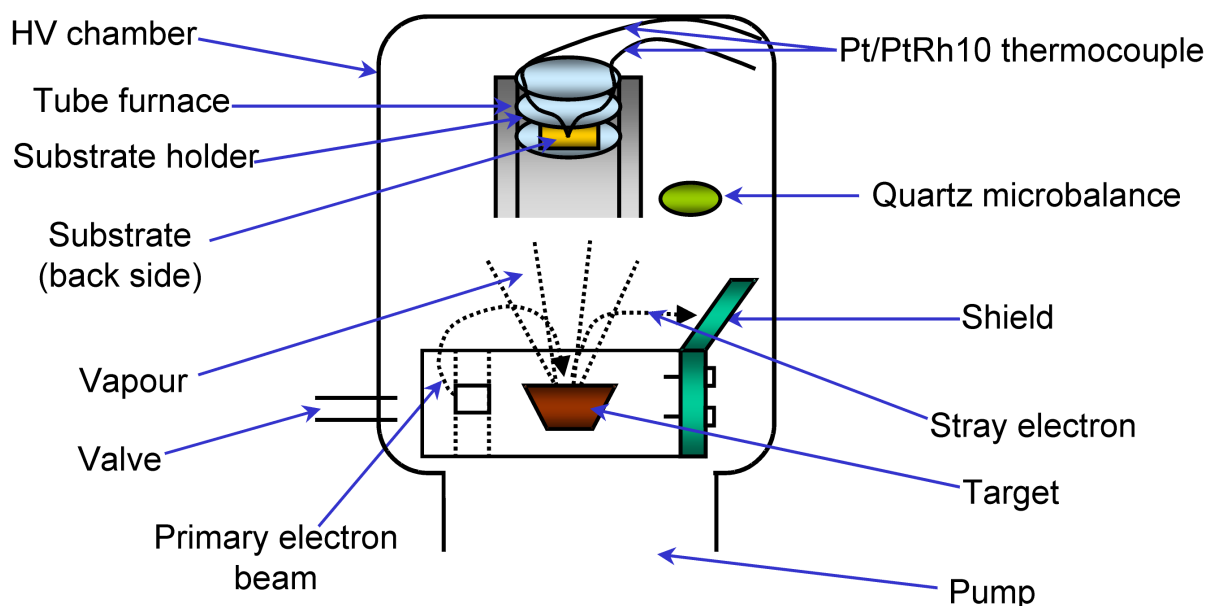 HV chamber
Pt/PtRh10 thermocouple
Tube furnace
Substrate holder
Quartz microbalance
Substrate
(back side)
Shield
Vapour
Stray electron
Valve
Target
Primary electron
beam
Pump